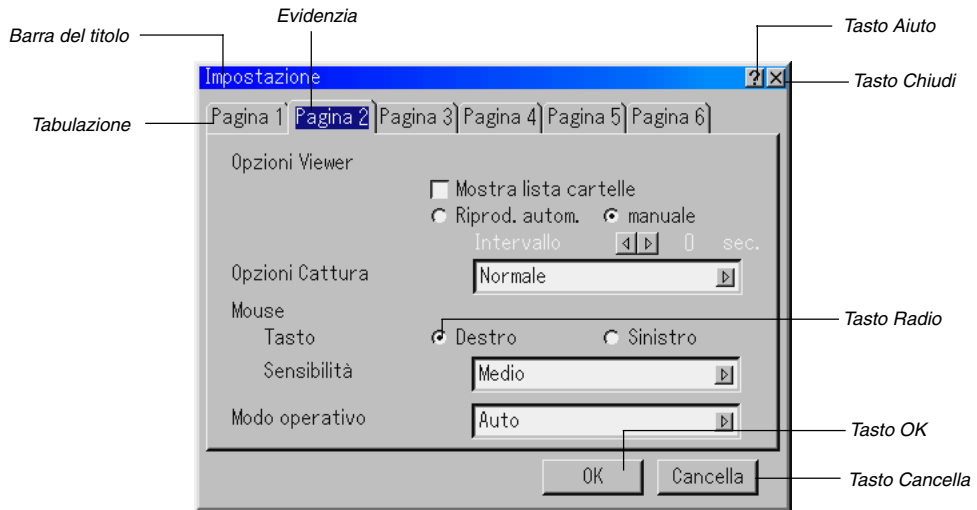 Evidenzia
Tasto Aiuto
Barra del titolo
Impostazione
?
Tasto Chiudi
Tabulazione
Pagina 1 Pagina 2 Pagina 3 Pagina 4 Pagina 5 Pagina 6
Opzioni Viewer
Mostra lista cartelle
Riprod. autom. manuale
Intervallo 0 sec.
Opzioni Cattura Normale
Mouse
Tasto Destro Sinistro
Tasto Radio
Sensibilità Medio
Modo operativo Auto
Tasto OK
OK Cancella
Tasto Cancella